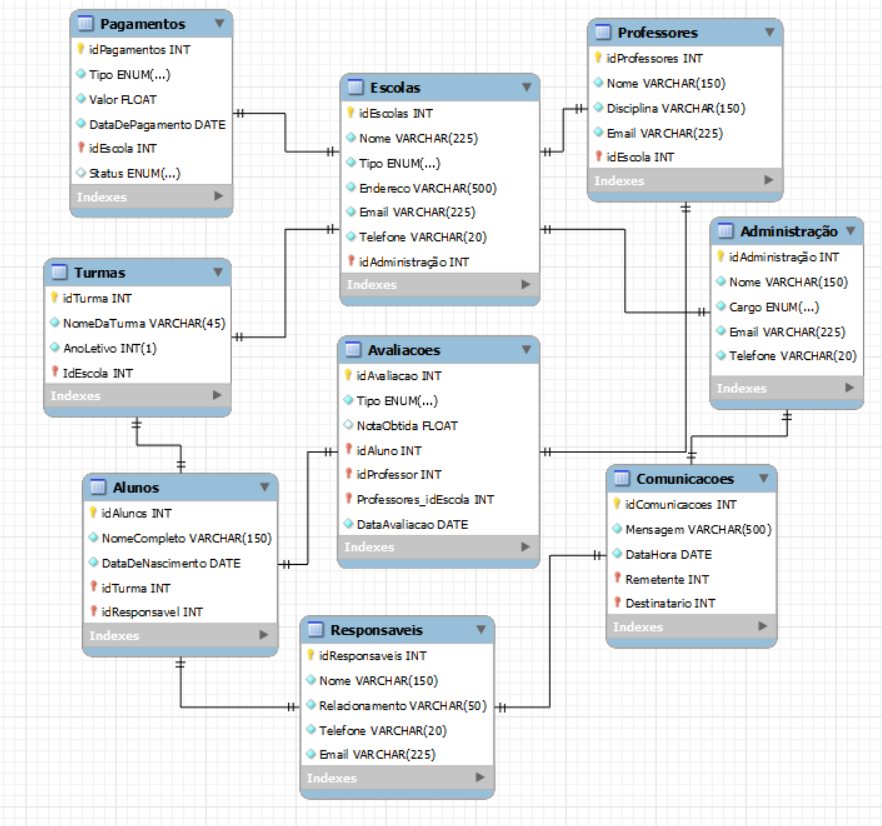 Pagamentos
idPagamentos INT
Tipo ENUM(...)
Valor FLOAT
DataDePagamento DATE
idEscola INT
Status ENUM(...)
Indexes
Escolas
idEscolas INT
Nome VARCHAR(225)
Tipo ENUM(...)
Endereco VARCHAR(500)
Email VARCHAR(225)
Telefone VARCHAR(20)
idAdministração INT
Indexes
Professores
idProfessores INT
Nome VARCHAR(150)
Disciplina VARCHAR(150)
Email VARCHAR(225)
idEscola INT
Indexes
Administração
idAdministração INT
Nome VARCHAR(150)
Cargo ENUM(...)
Email VARCHAR(225)
Telefone VARCHAR(20)
Indexes
Turmas
idTurma INT
NomeDaTurma VARCHAR(45)
AnoLetivo INT(1)
IdEscola INT
Indexes
Avaliacoes
idAvaliacao INT
Tipo ENUM(...)
NotaObtida FLOAT
idAluno INT
idProfessor INT
Professores_idEscola INT
DataAvaliacao DATE
Indexes
Alunos
idAlunos INT
NomeCompleto VARCHAR(150)
DataDeNascimento DATE
idTurma INT
idResponsavel INT
Indexes
Comunicacoes
idComunicacoes INT
Mensagem VARCHAR(500)
DataHora DATE
Remetente INT
Destinatario INT
Indexes
Responsaveis
idResponsaveis INT
Nome VARCHAR(150)
Relacionamento VARCHAR(50)
Telefone VARCHAR(20)
Email VARCHAR(225)
Indexes